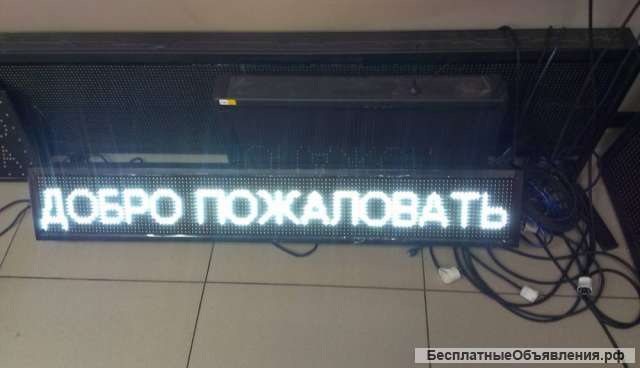 ДОБРО ПОЖАЛОВАТЬ
БесплатныеОбъявления.рф